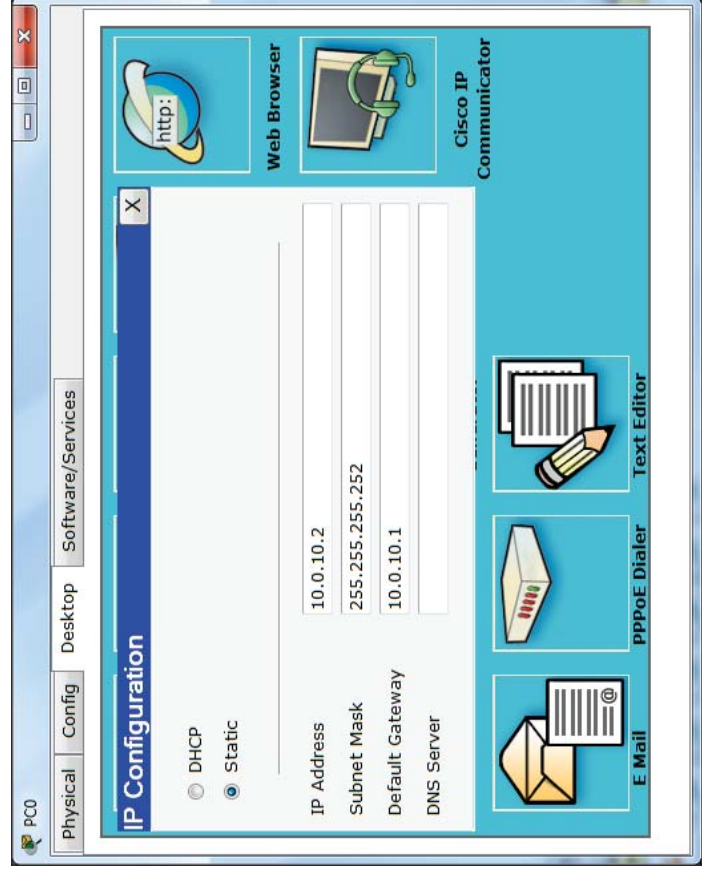 PC0
Physical Config Desktop Software/Services
IP Configuration X
DHCP
Static
IP Address 10.0.10.2
Subnet Mask 255.255.255.252
Default Gateway 10.0.10.1
DNS Server
http:
Web Browser
Cisco IP
Communicator
@
E Mail
PPPoE Dialer
Text Editor